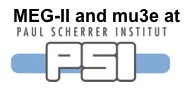 MEG-II and mu3e at
PAUL SCHERRER INSTITUT
PSI